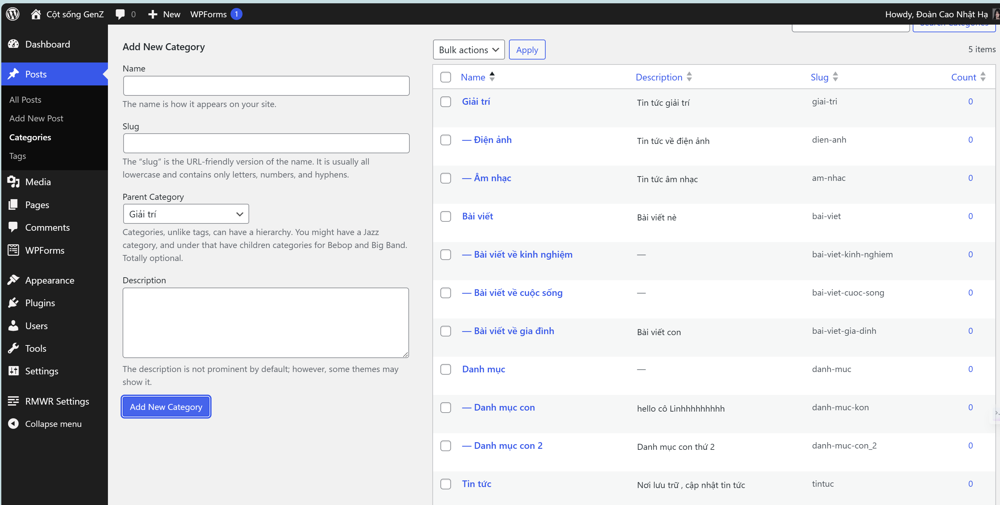 Cột sống GenZ 0 New WPForms 1 Howdy, Đoàn Cao Nhật Hạ
Dashboard
Posts
All Posts
Add New Post
Categories
Tags
Media
Pages
Comments
WPForms
Appearance
Plugins
Users
Tools
Settings
RMWR Settings
Collapse menu
Add New Category
Name
The name is how it appears on your site.
Slug
The “slug” is the URL-friendly version of the name. It is usually all
lowercase and contains only letters, numbers, and hyphens.
Parent Category
Giải trí
Categories, unlike tags, can have a hierarchy. You might have a Jazz
category, and under that have children categories for Bebop and Big Band.
Totally optional.
Description
The description is not prominent by default; however, some themes may
show it.
Add New Category
Search Categories
Bulk actions Apply 5 items
Name Description Slug Count
Giải trí Tin tức giải trí giai-tri 0
— Điện ảnh Tin tức về điện ảnh dien-anh 0
— Âm nhạc Tin tức âm nhạc am-nhac 0
Bài viết Bài viết nè bai-viet 0
— Bài viết về kinh nghiệm — bai-viet-kinh-nghiem 0
— Bài viết về cuộc sống — bai-viet-cuoc-song 0
— Bài viết về gia đình Bài viết con bai-viet-gia-dinh 0
Danh mục — danh-muc 0
— Danh mục con hello cô Linhhhhhhhhh danh-muc-kon 0
— Danh mục con 2 Danh mục con thứ 2 danh-muc-con_2 0
Tin tức Nơi lưu trữ , cập nhật tin tức tintuc 0